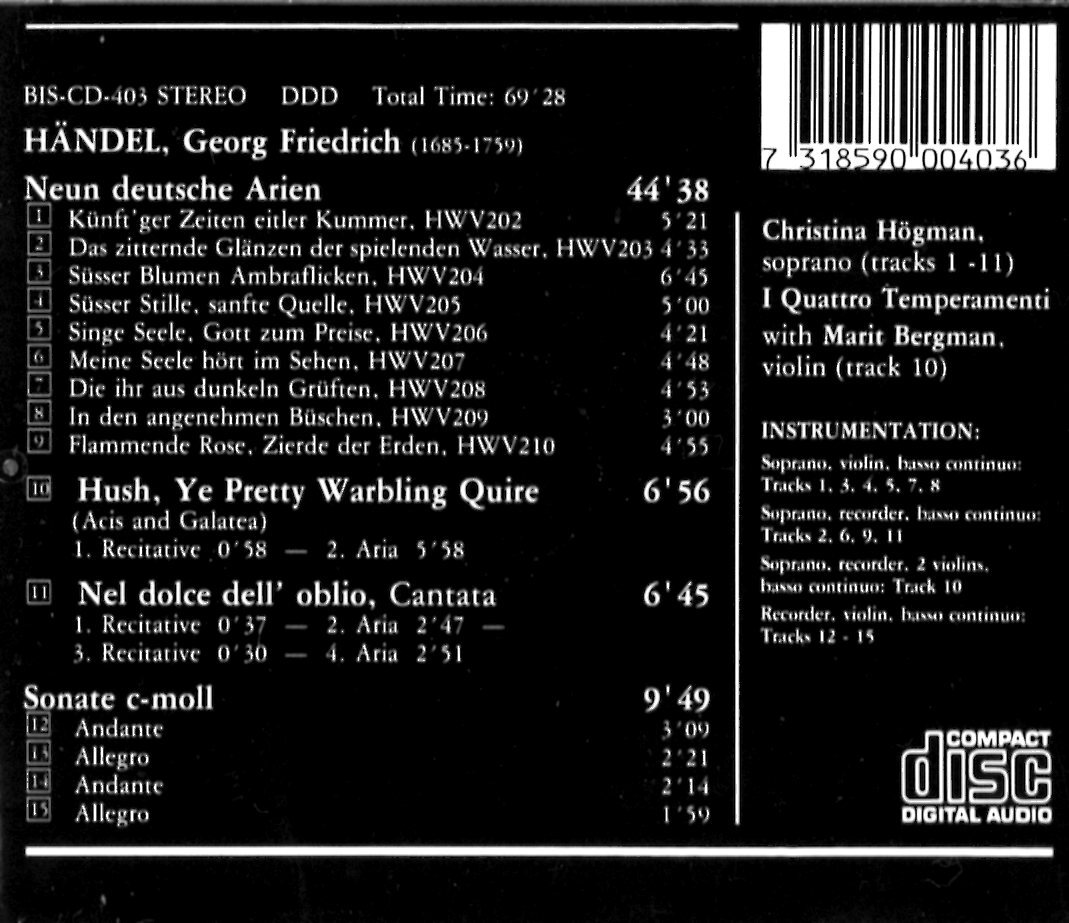 BIS-CD-403 STEREO DDD Total Time: 69'28
HÄNDEL, Georg Friedrich (1685-1759)
Neun deutsche Arien 44'38
1 Künft'ger Zeiten eitler Kummer, HWV202 5'21
2 Das zitternde Glänzen der spielenden Wasser, HWV203 4'33
3 Süsser Blumen Ambraflicken, HWV204 6'45
4 Süsser Stille, sanfte Quelle, HWV205 5'00
5 Singe Seele, Gott zum Preise, HWV206 4'21
6 Meine Seele hört im Sehen, HWV207 4'48
7 Die ihr aus dunkeln Grüften, HWV208 4'53
8 In den angenehmen Büschen, HWV209 3'00
9 Flammende Rose, Zierde der Erden, HWV210 4'55
10 Hush, Ye Pretty Warbling Quire 6'56
(Acis and Galatea)
1. Recitative 0'58 — 2. Aria 5'58
11 Nel dolce dell' oblio, Cantata 6'45
1. Recitative 0'37 — 2. Aria 2'47 —
3. Recitative 0'30 — 4. Aria 2'51
Sonate c-moll 9'49
12 Andante 3'09
13 Allegro 2'21
14 Andante 2'14
15 Allegro 1'59
7 318590 004036
Christina Högman,
soprano (tracks 1 -11)
I Quattro Temperamenti
with Marit Bergman,
violin (track 10)
INSTRUMENTATION:
Soprano, violin, basso continuo:
Tracks 1, 3, 4, 5, 7, 8
Soprano, recorder, basso continuo:
Tracks 2, 6, 9, 11
Soprano, recorder, 2 violins,
basso continuo: Track 10
Recorder, violin, basso continuo:
Tracks 12 - 15
COMPACT
disc
DIGITAL AUDIO